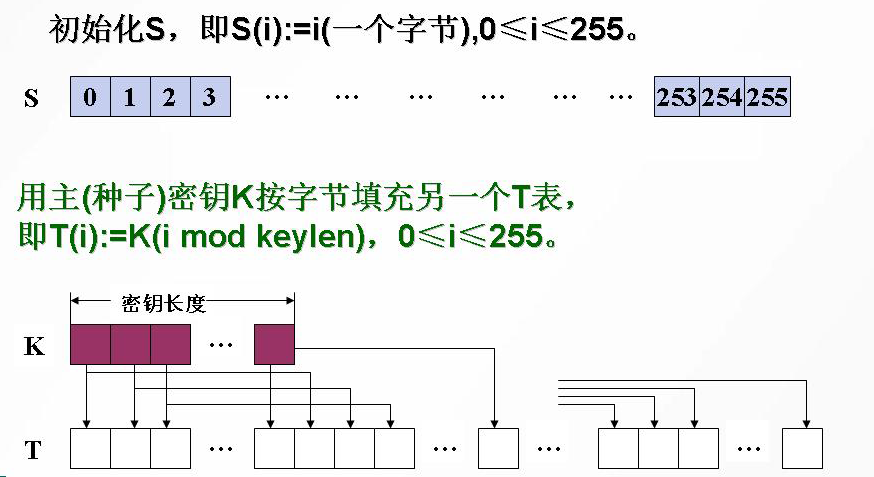 初始化S，即S(i):=i(一个字节),0≤i≤255。
S 0 1 2 3 … … … … … … 253 254 255
用主(种子)密钥K按字节填充另一个T表，
即T(i):=K(i mod keylen)，0≤i≤255。
密钥长度
K …
T … … … …